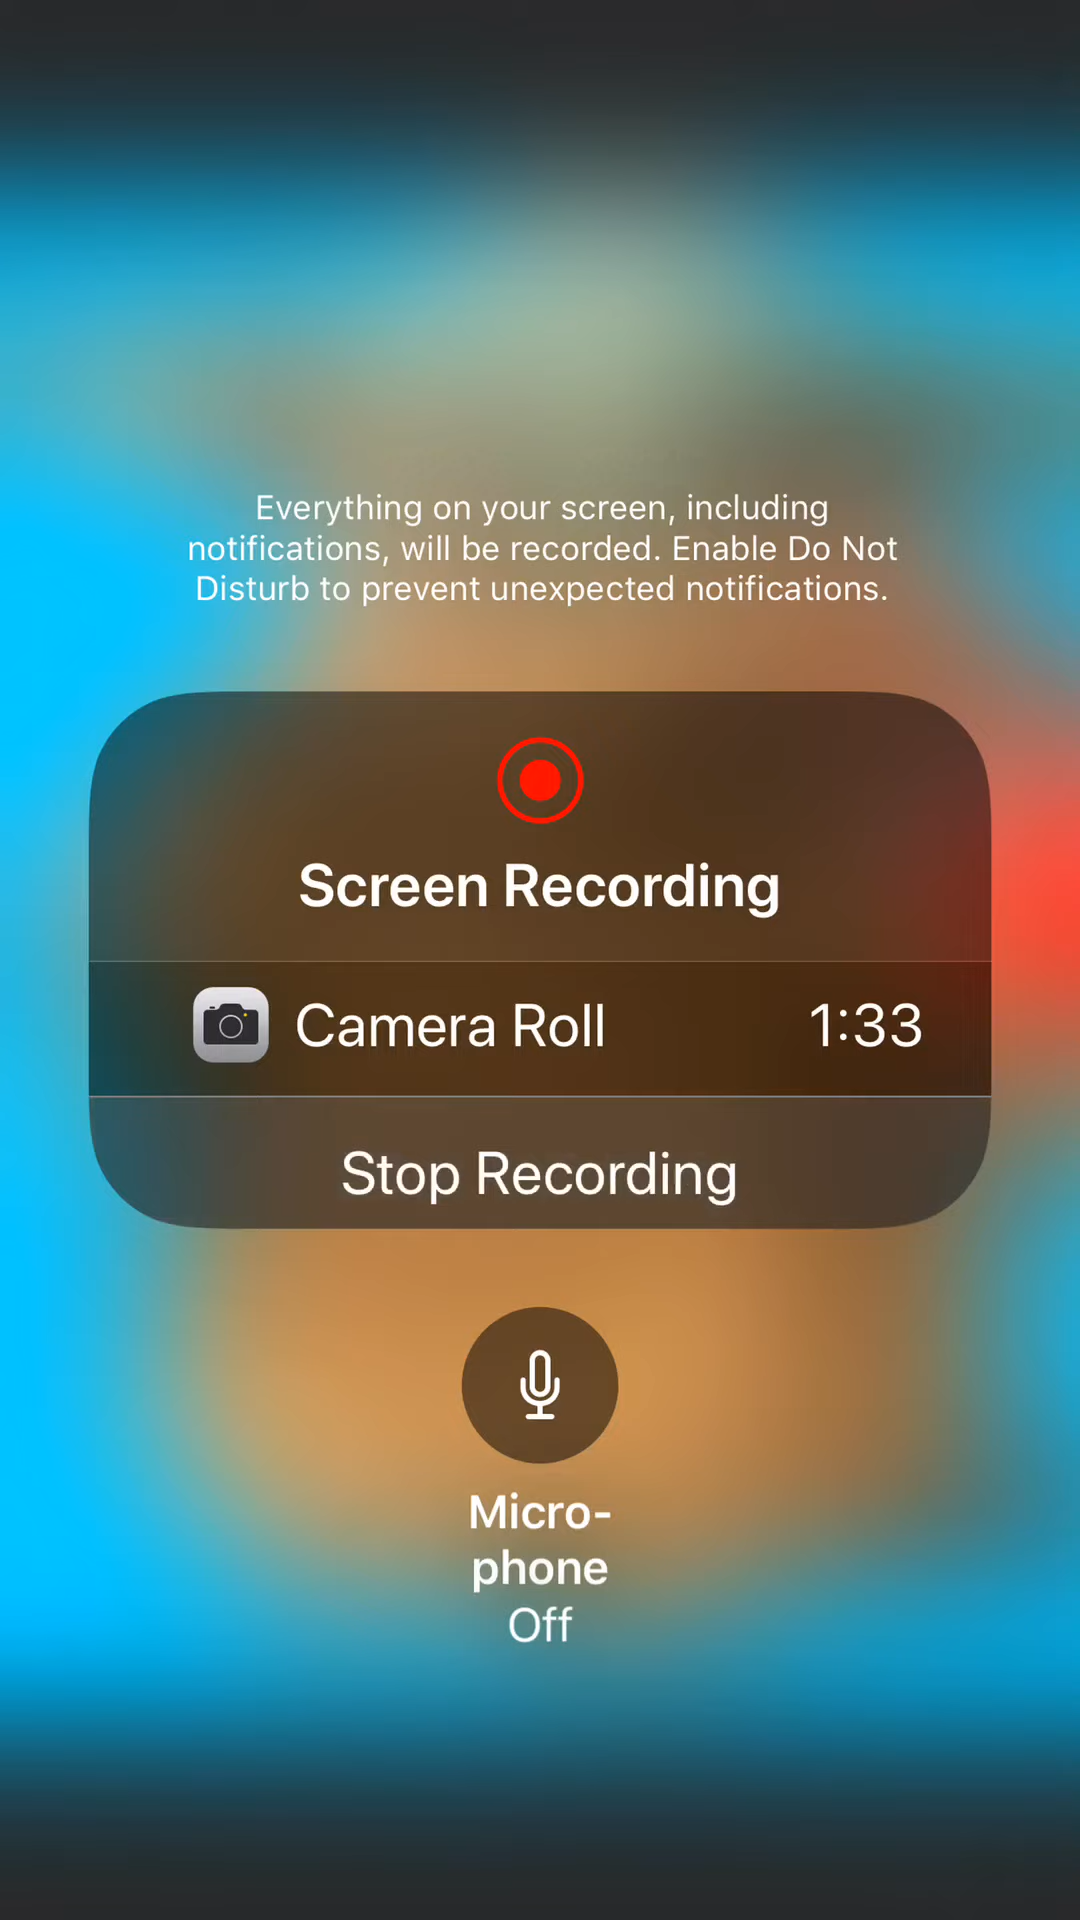 Everything on your screen, including
notifications, will be recorded. Enable Do Not
Disturb to prevent unexpected notifications.
Screen Recording
Camera Roll 1:33
Stop Recording
Micro-
phone
Off